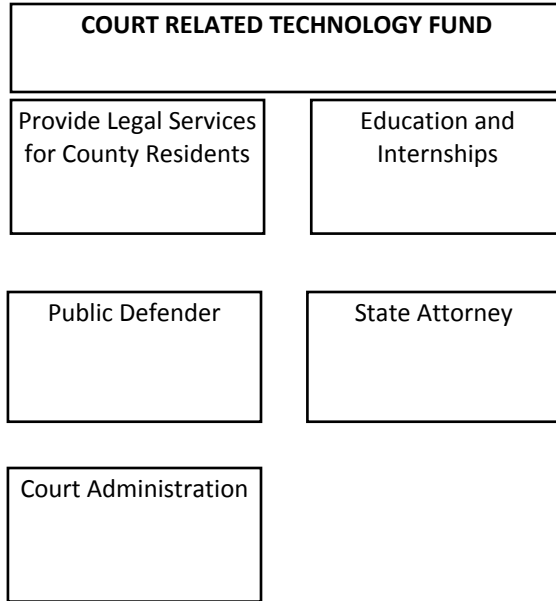 COURT RELATED TECHNOLOGY FUND
Provide Legal Services
for County Residents
Education and
Internships
Public Defender
State Attorney
Court Administration